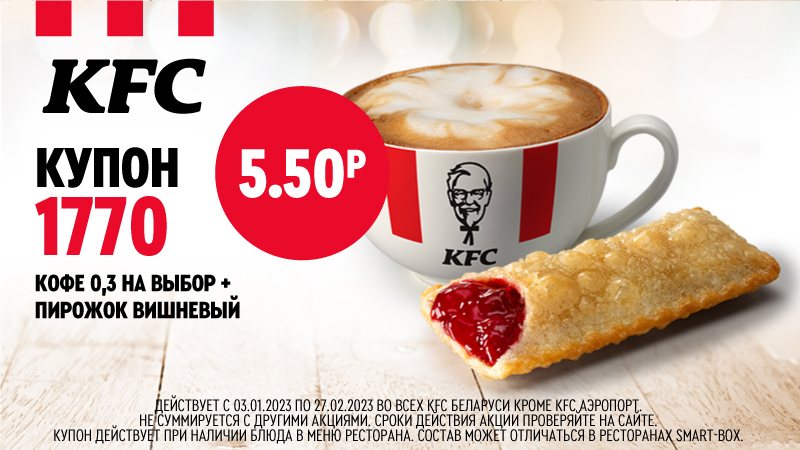 KFC
КУПОН
1770
5.50Р
КОФЕ 0,3 НА ВЫБОР +
ПИРОЖОК ВИШНЕВЫЙ
KFC
ДЕЙСТВУЕТ С 03.01.2023 ПО 27.02.2023 ВО ВСЕХ KFC БЕЛАРУСИ КРОМЕ KFC АЭРОПОРТ.
НЕ СУММИРУЕТСЯ С ДРУГИМИ АКЦИЯМИ. СРОКИ ДЕЙСТВИЯ АКЦИИ ПРОВЕРЯЙТЕ НА САЙТЕ.
КУПОН ДЕЙСТВУЕТ ПРИ НАЛИЧИИ БЛЮДА В МЕНЮ РЕСТОРАНА. СОСТАВ МОЖЕТ ОТЛИЧАТЬСЯ В РЕСТОРАНАХ SMART-BOX.